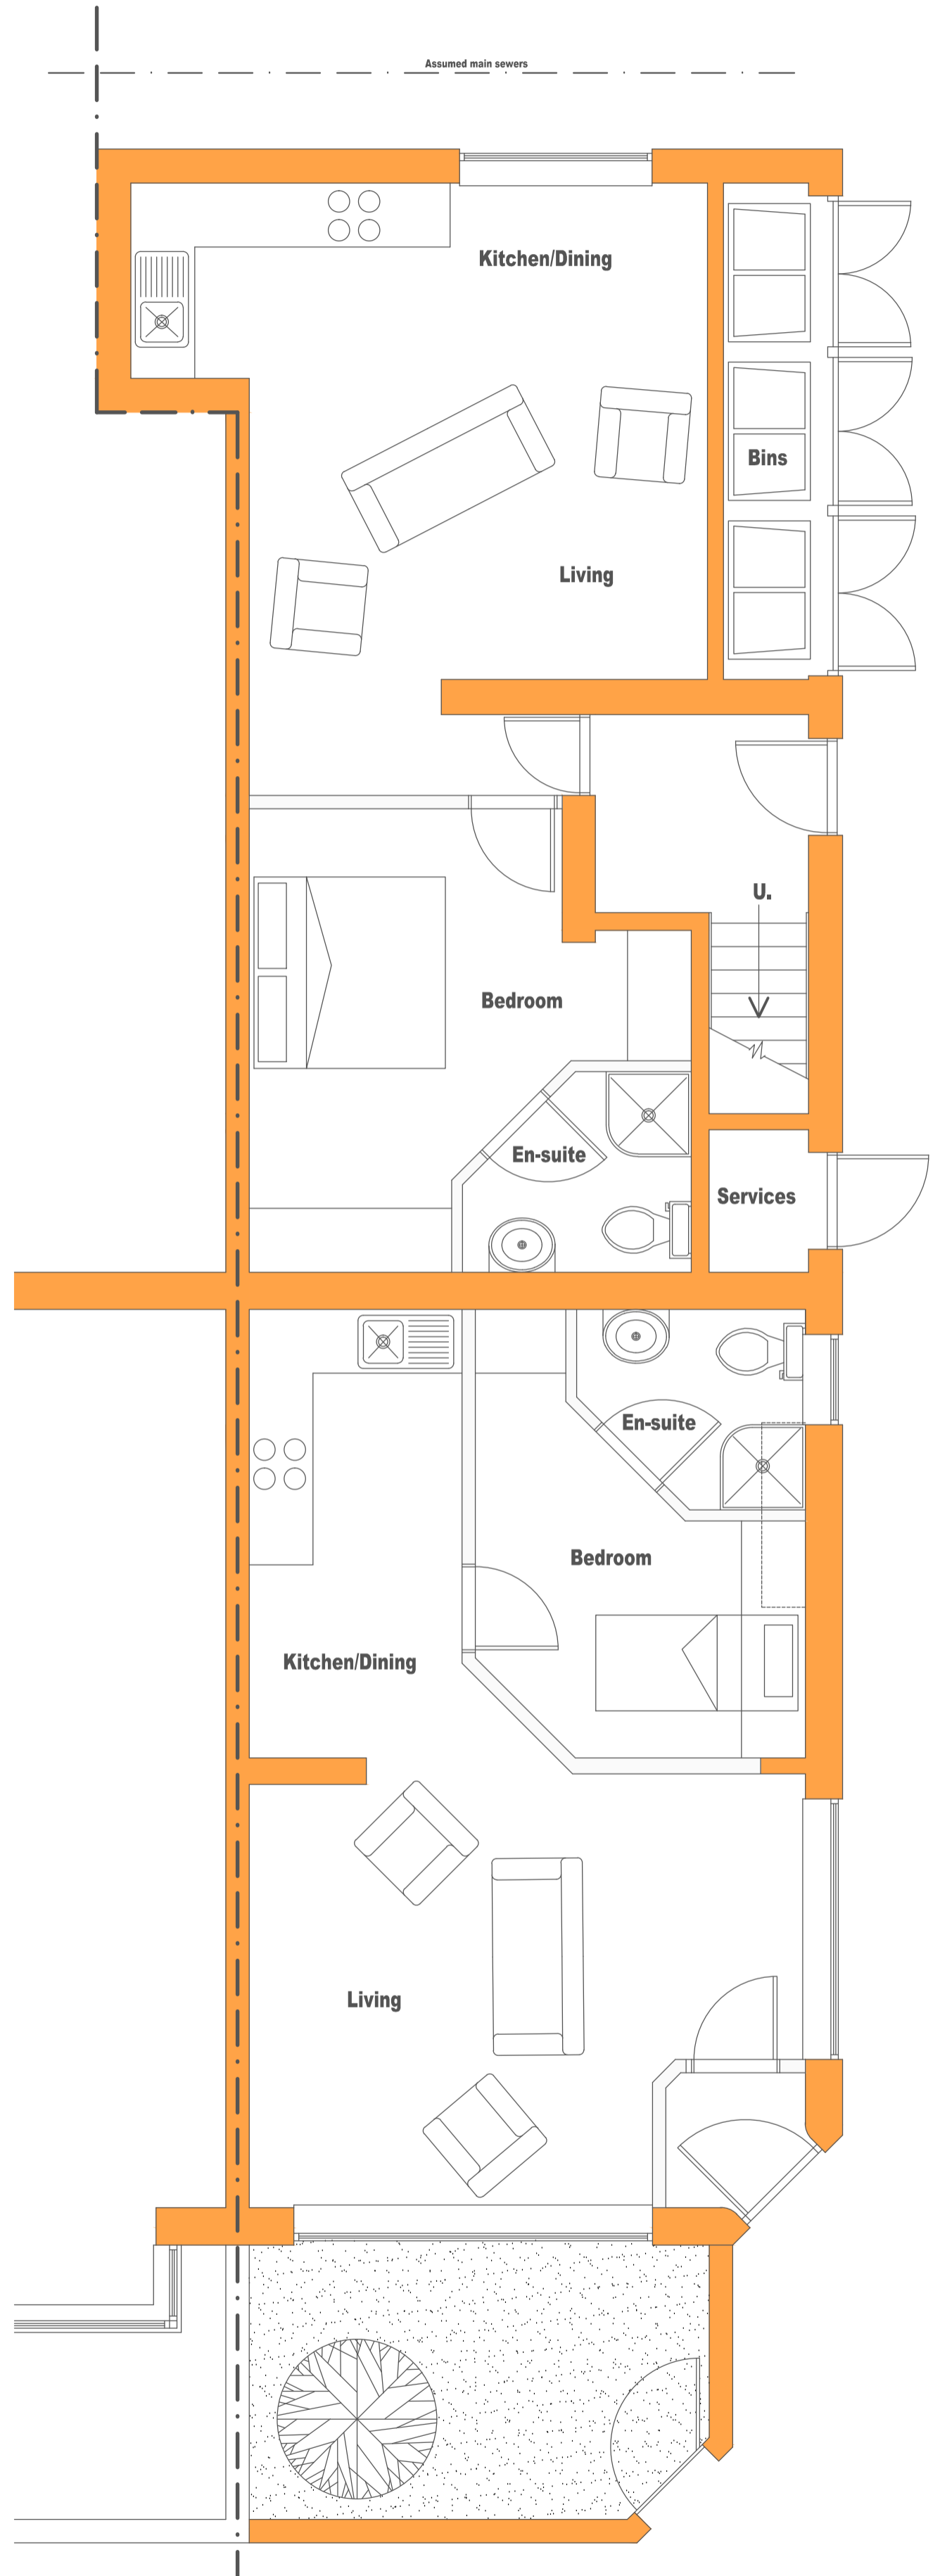 Assumed main sewers
Kitchen/Dining
Bins
Living
U.
Bedroom
En-suite
Services
En-suite
Bedroom
Kitchen/Dining
Living